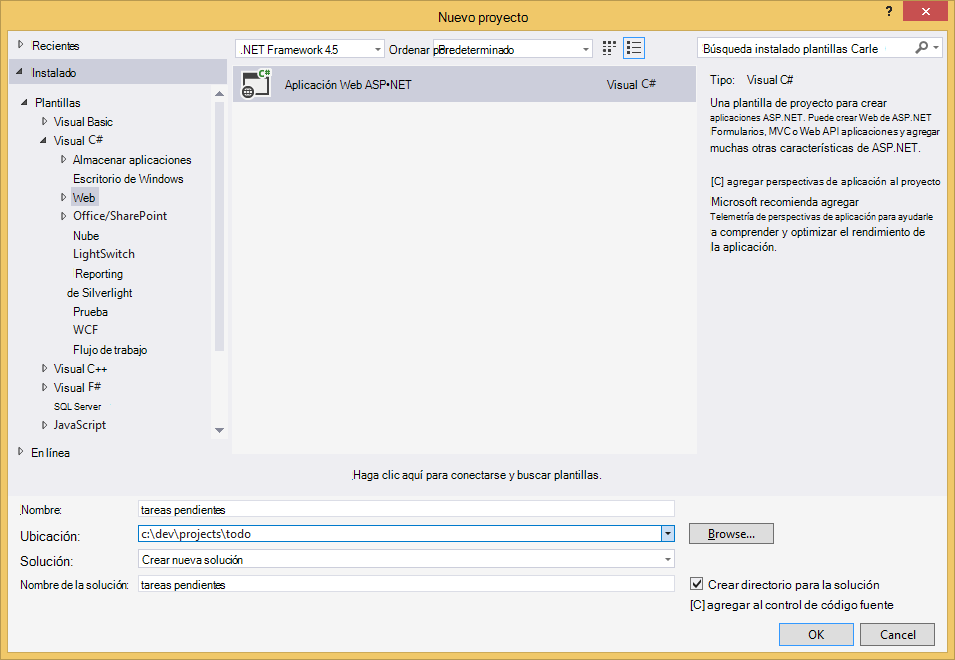 Nuevo proyecto
?
Recientes
Instalado
Plantillas
Visual Basic
Visual C#
Almacenar aplicaciones
Escritorio de Windows
Web
Office/SharePoint
Nube
LightSwitch
Reporting
de Silverlight
Prueba
WCF
Flujo de trabajo
Visual C++
Visual F#
SQL Server
JavaScript
En línea
.NET Framework 4.5
Ordenar por
Predeterminado
Aplicación Web ASP•NET
Visual C#
Haga clic aquí para conectarse y buscar plantillas.
Búsqueda instalado plantillas Carle
Tipo: Visual C#
Una plantilla de proyecto para crear
aplicaciones ASP.NET. Puede crear Web de ASP.NET
Formularios, MVC o Web API aplicaciones y agregar
muchas otras características de ASP.NET.
[C] agregar perspectivas de aplicación al proyecto
Microsoft recomienda agregar
Telemetría de perspectivas de aplicación para ayudarle
a comprender y optimizar el rendimiento de
la aplicación.
Nombre: tareas pendientes
Ubicación: c:\dev\projects\todo
Browse...
Solución: Crear nueva solución
Nombre de la solución: tareas pendientes
Crear directorio para la solución
[C] agregar al control de código fuente
OK
Cancel